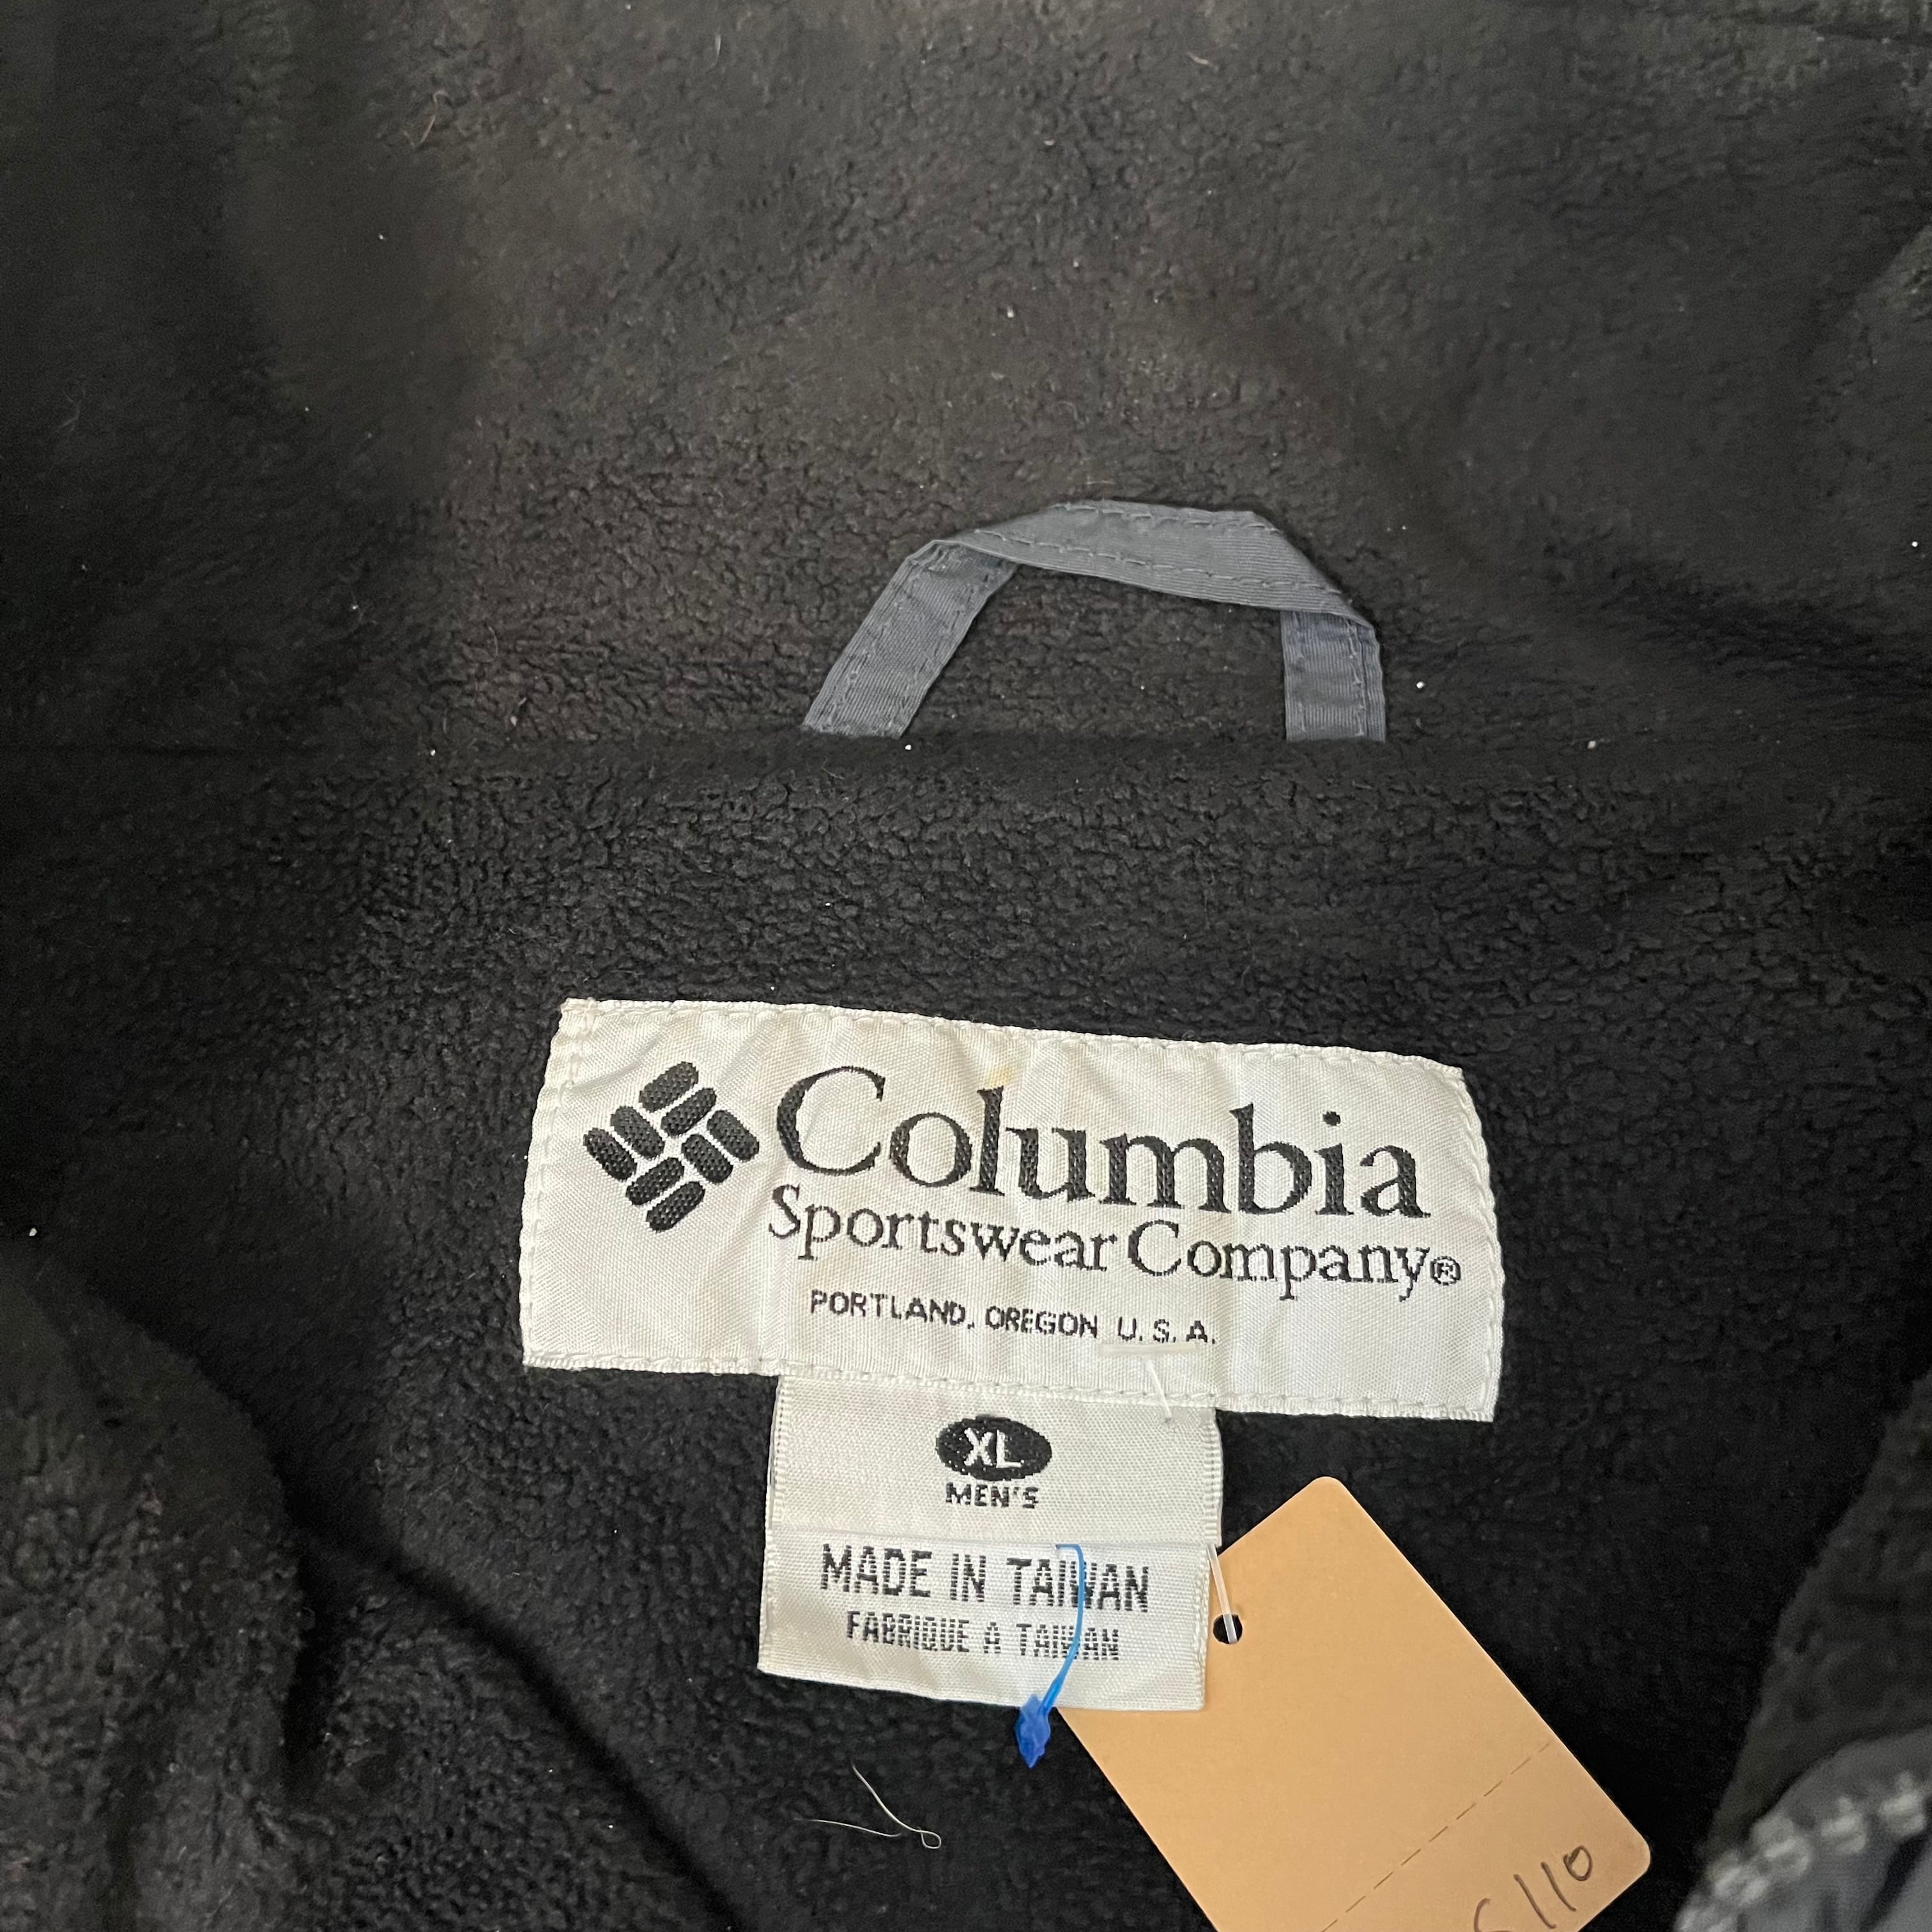 Columbia
Sportswear Company®
PORTLAND, OREGON U.S.A.
XL
MEN'S
MADE IN TAIWAN
FABRIQUE A TAIWAN